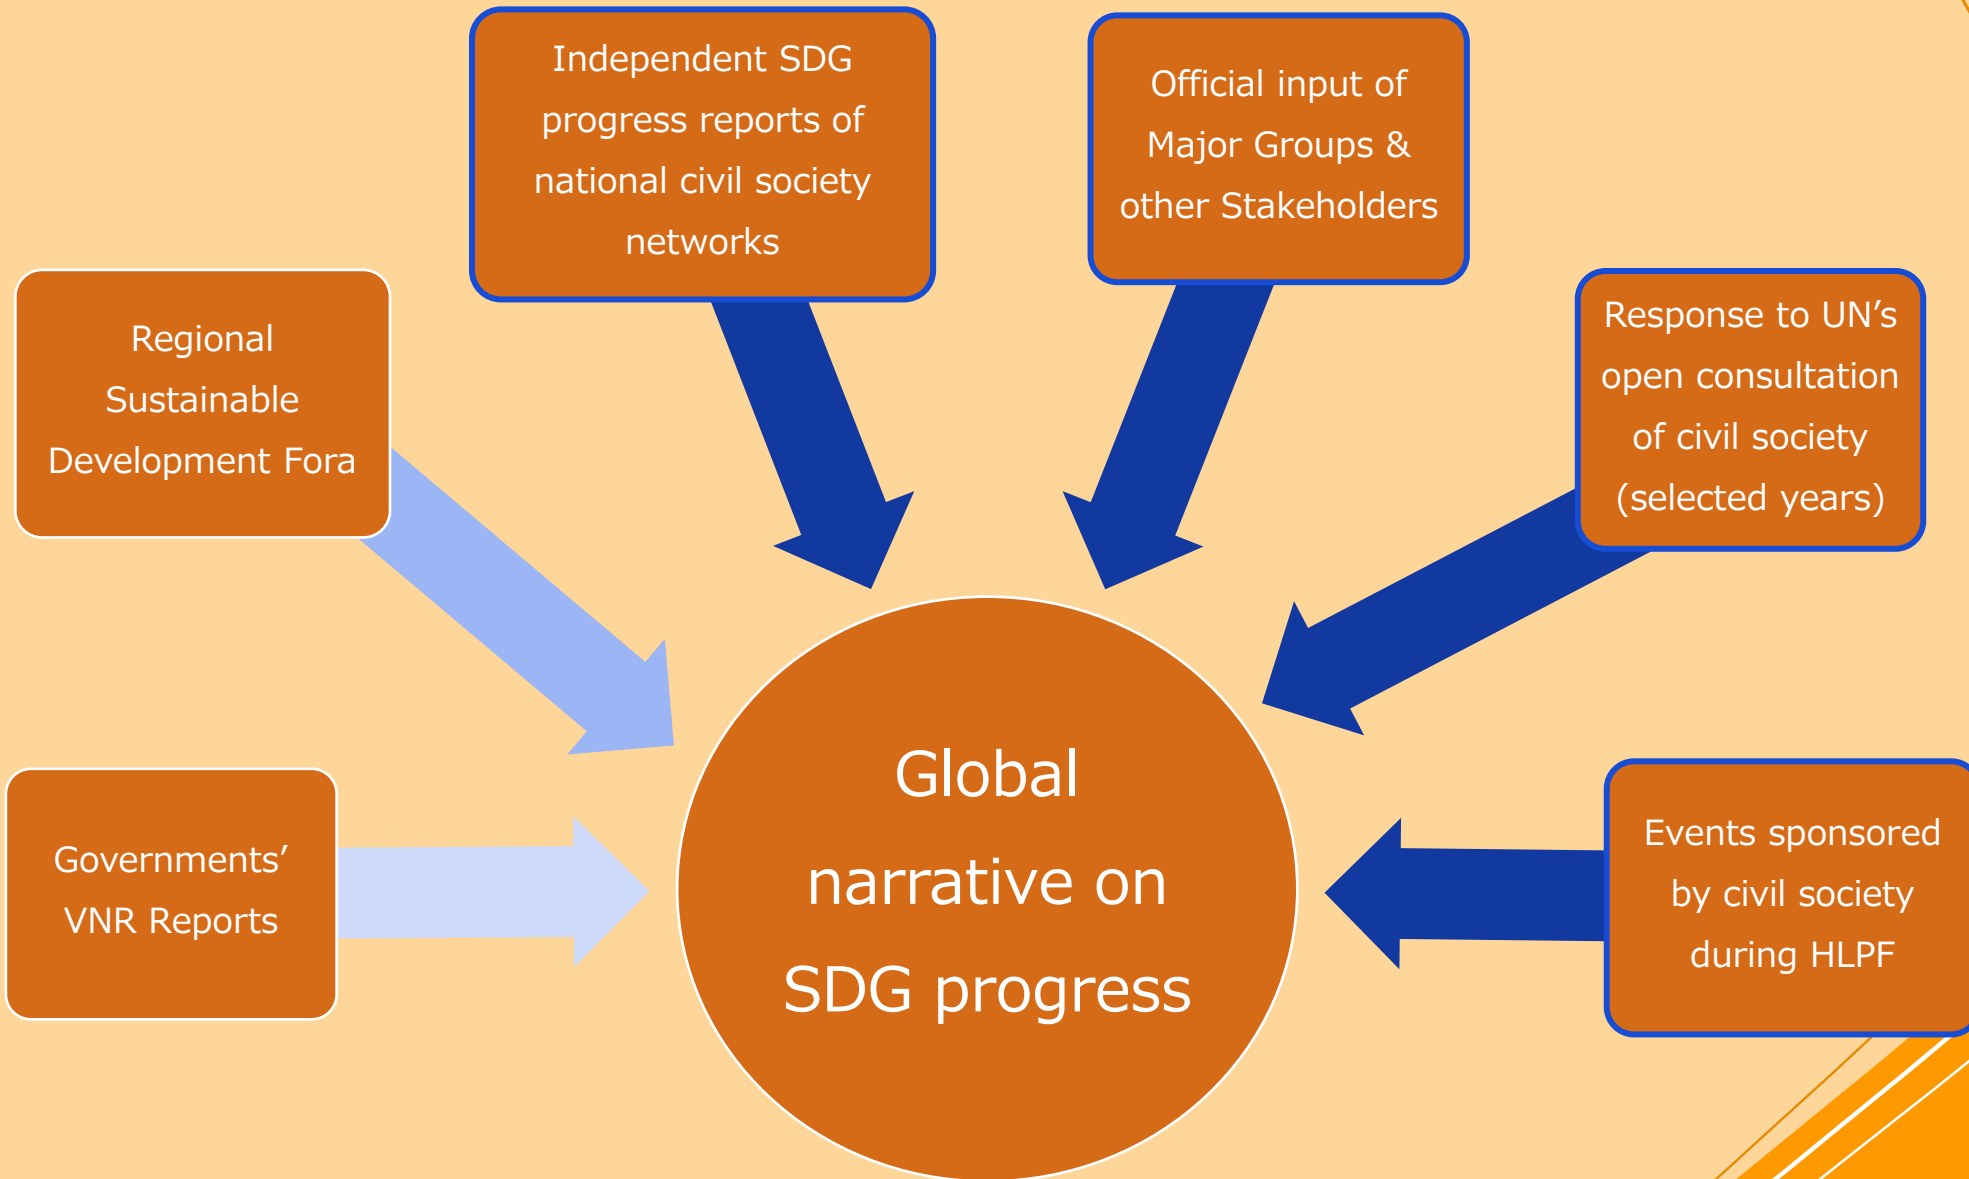 Independent SDG
progress reports of
national civil society
networks
Official input of
Major Groups &
other Stakeholders
Regional
Sustainable
Development Fora
Response to UN’s
open consultation
of civil society
(selected years)
Governments’
VNR Reports
Global
narrative on
SDG progress
Events sponsored
by civil society
during HLPF